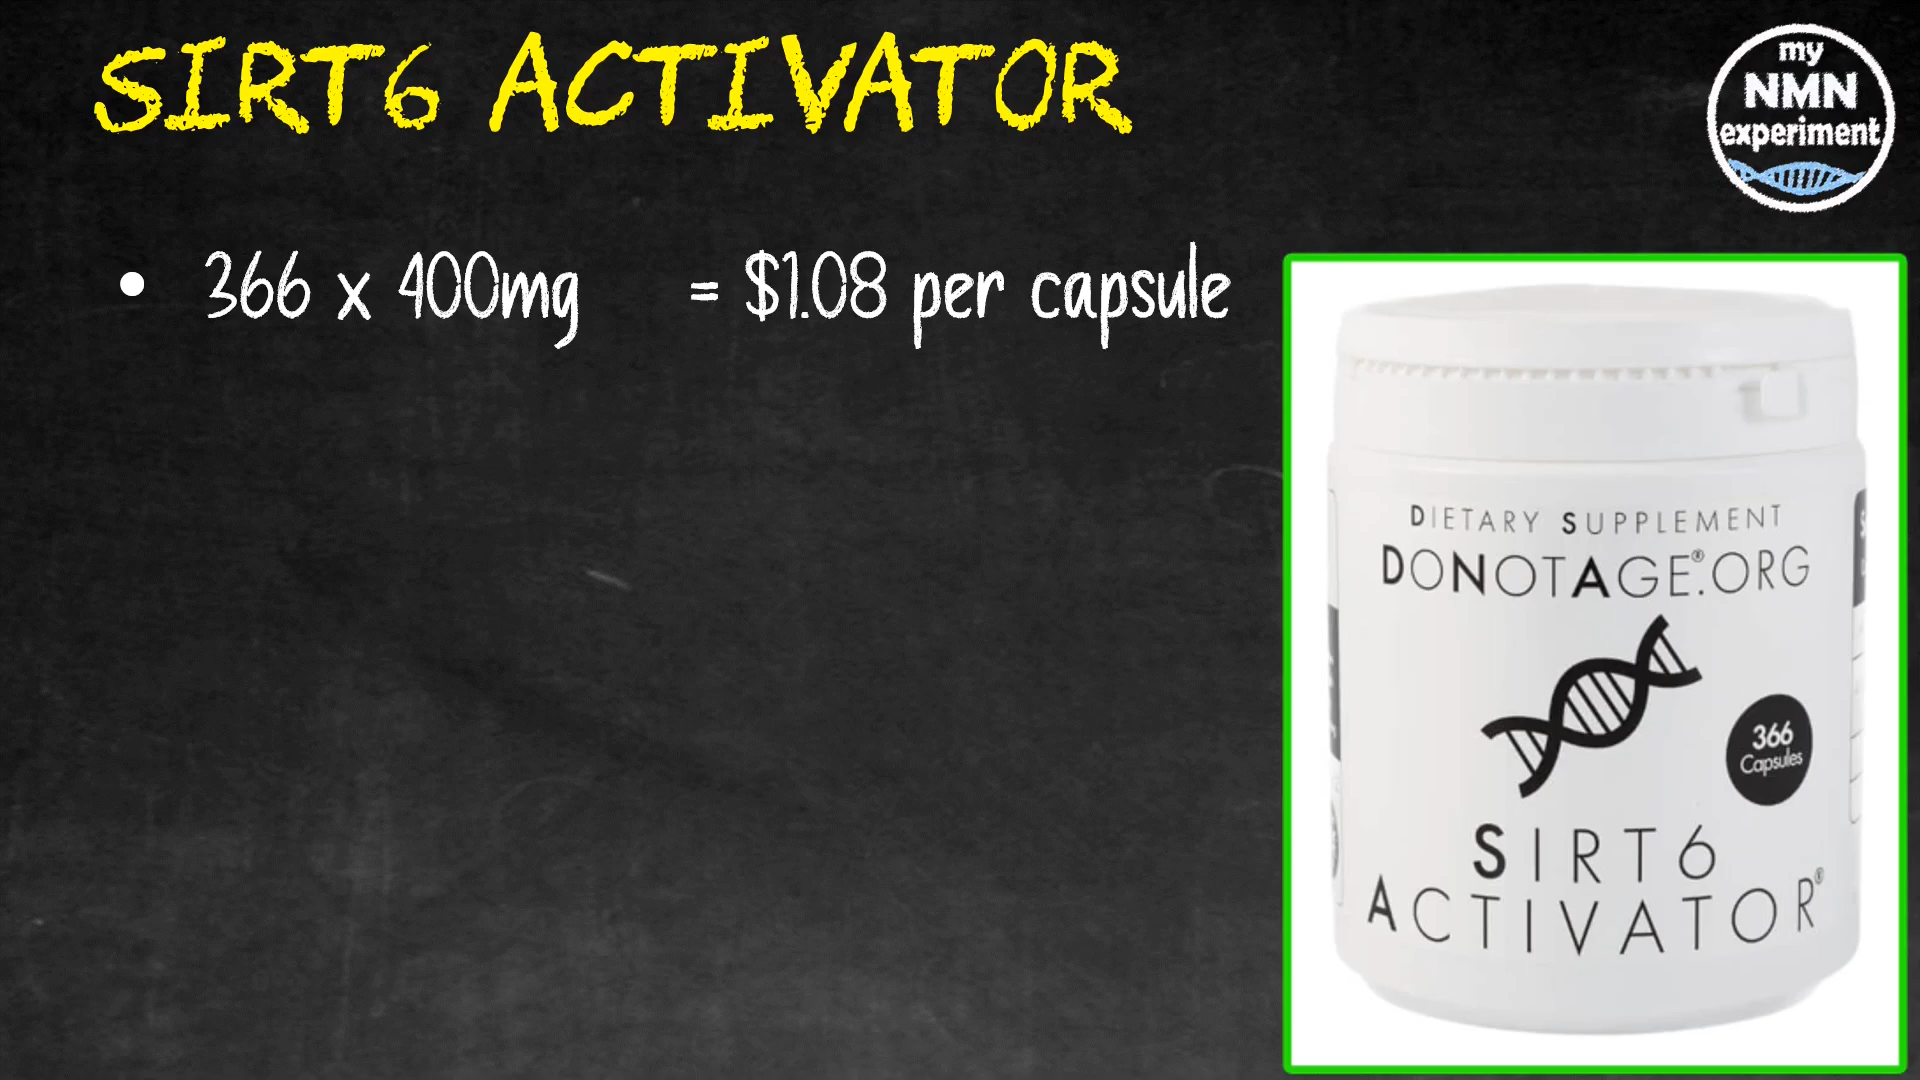 SIRT6 ACTIVATOR
my
NMN
experiment
• 366 x 400mg = $1.08 per capsule
DIETARY SUPPLEMENT
DONOTAGE®.ORG
366
Capsules
SIRT6
ACTIVATOR®